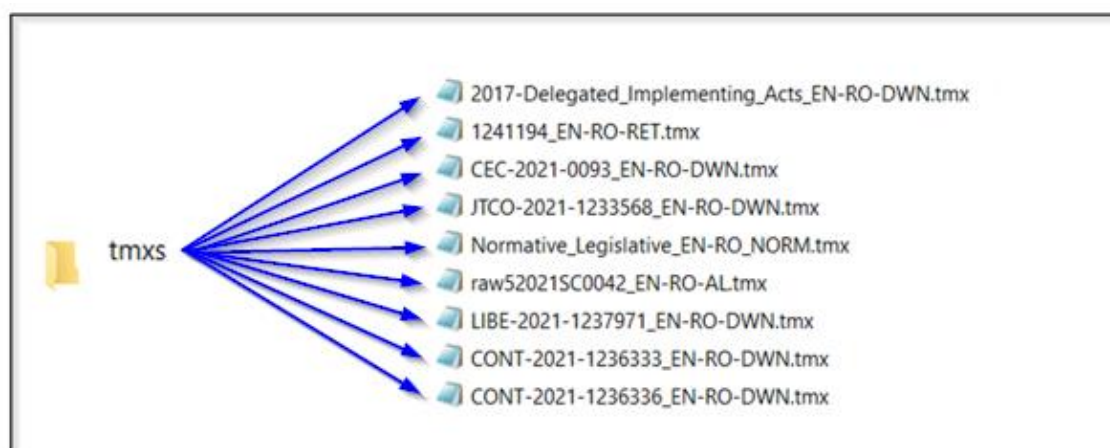 2017-Delegated_Implementing_Acts_EN-RO-DWN.tmx
1241194_EN-RO-RET.tmx
CEC-2021-0093_EN-RO-DWN.tmx
JTCO-2021-1233568_EN-RO-DWN.tmx
tmxs
Normative_Legislative_EN-RO_NORM.tmx
raw52021SC0042_EN-RO-AL.tmx
LIBE-2021-1237971_EN-RO-DWN.tmx
CONT-2021-1236333_EN-RO-DWN.tmx
CONT-2021-1236336_EN-RO-DWN.tmx